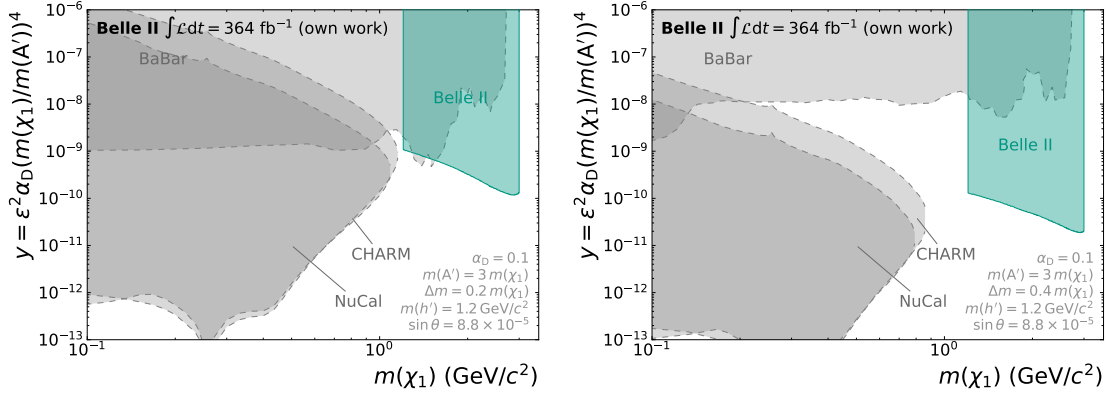 Belle II ∫ℒdt = 364 fb⁻¹ (own work)
BaBar
Belle II
CHARM
NuCal
α_D = 0.1
m(A′) = 3 m(χ₁)
Δm = 0.2 m(χ₁)
m(h′) = 1.2 GeV/c²
sin θ = 8.8 × 10⁻⁵
y = ε²α_D(m(χ₁)/m(A′))⁴
10⁻⁶
10⁻⁷
10⁻⁸
10⁻⁹
10⁻¹⁰
10⁻¹¹
10⁻¹²
10⁻¹³
10⁻¹
10⁰
m(χ₁) (GeV/c²)
Belle II ∫ℒdt = 364 fb⁻¹ (own work)
BaBar
Belle II
CHARM
NuCal
α_D = 0.1
m(A′) = 3 m(χ₁)
Δm = 0.4 m(χ₁)
m(h′) = 1.2 GeV/c²
sin θ = 8.8 × 10⁻⁵
y = ε²α_D(m(χ₁)/m(A′))⁴
10⁻⁶
10⁻⁷
10⁻⁸
10⁻⁹
10⁻¹⁰
10⁻¹¹
10⁻¹²
10⁻¹³
10⁻¹
10⁰
m(χ₁) (GeV/c²)